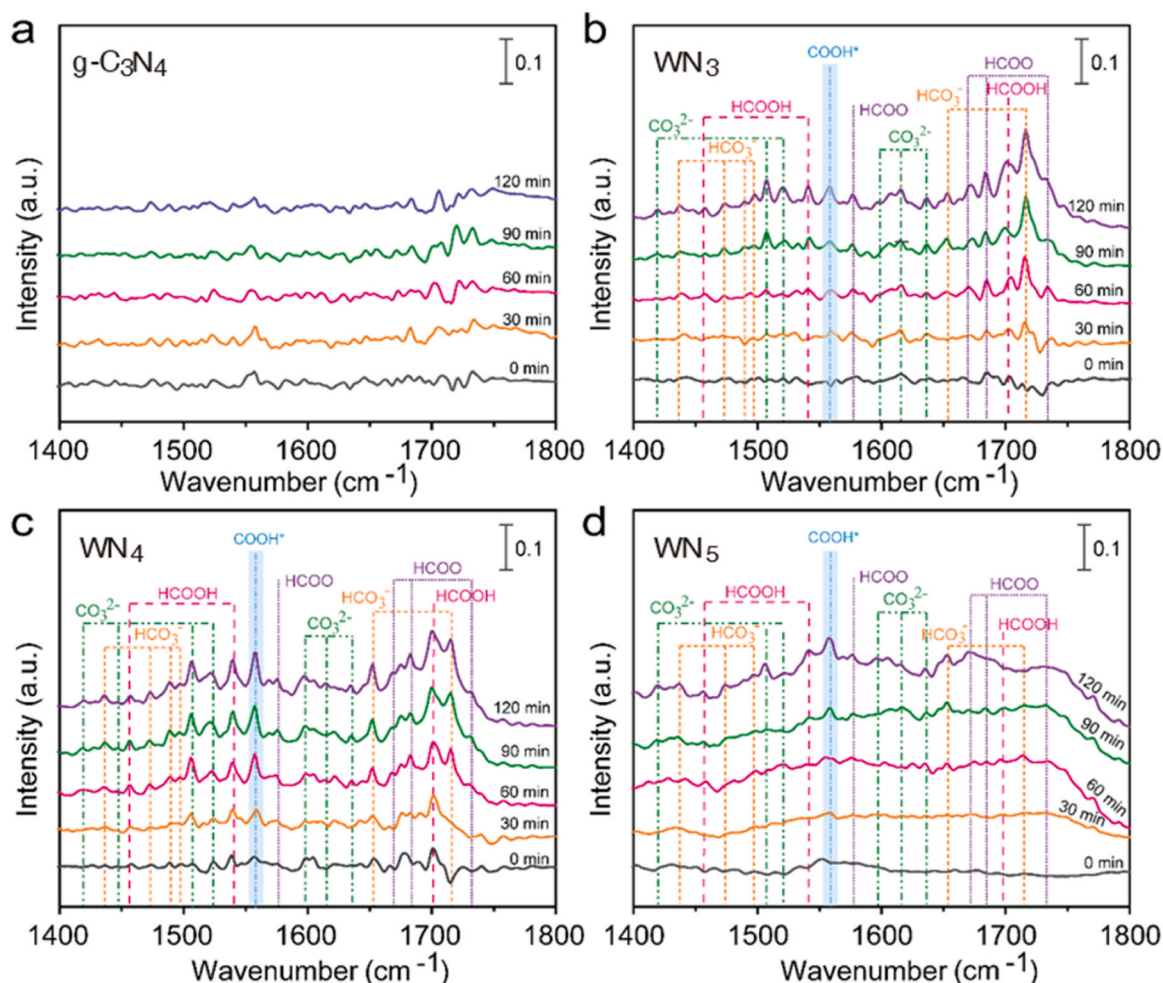 a
g-C₃N₄
0.1
120 min
90 min
60 min
30 min
0 min
Intensity (a.u.)
1400 1500 1600 1700 1800
Wavenumber (cm⁻¹)
b
WN₃
COOH*
HCOO
0.1
HCOOH
HCO₃⁻
HCOOH
HCOO
CO₃²⁻
CO₃²⁻
HCO₃⁻
120 min
90 min
60 min
30 min
0 min
Intensity (a.u.)
1400 1500 1600 1700 1800
Wavenumber (cm⁻¹)
c
WN₄
COOH*
0.1
HCOOH
HCOO
HCOO
CO₃²⁻
HCO₃⁻
HCOOH
HCO₃⁻
CO₃²⁻
120 min
90 min
60 min
30 min
0 min
Intensity (a.u.)
1400 1500 1600 1700 1800
Wavenumber (cm⁻¹)
d
WN₅
COOH*
0.1
HCOOH
HCOO
HCOO
CO₃²⁻
CO₃²⁻
HCOOH
HCO₃⁻
HCO₃⁻
120 min
90 min
60 min
30 min
0 min
Intensity (a.u.)
1400 1500 1600 1700 1800
Wavenumber (cm⁻¹)